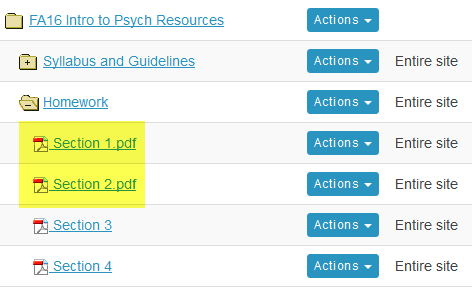 FA16 Intro to Psych Resources Actions
Syllabus and Guidelines Actions Entire site
Homework Actions Entire site
Section 1.pdf Actions Entire site
Section 2.pdf Actions Entire site
Section 3 Actions Entire site
Section 4 Actions Entire site